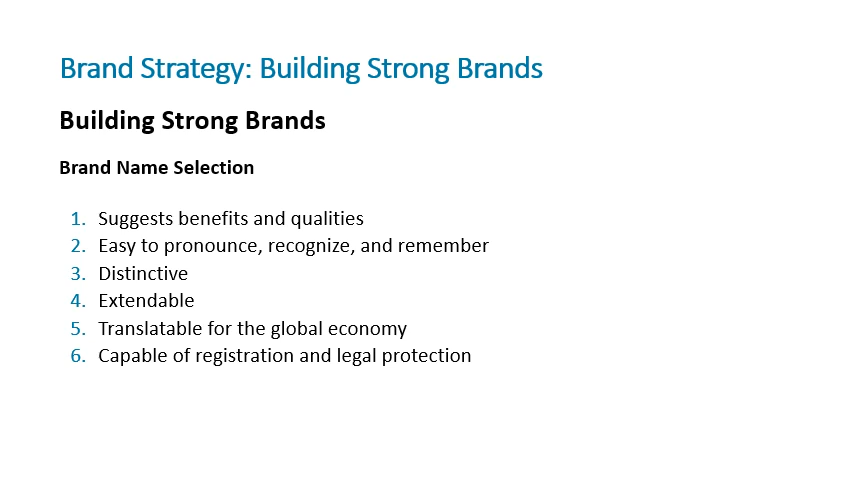 Brand Strategy: Building Strong Brands
Building Strong Brands
Brand Name Selection
1. Suggests benefits and qualities
2. Easy to pronounce, recognize, and remember
3. Distinctive
4. Extendable
5. Translatable for the global economy
6. Capable of registration and legal protection